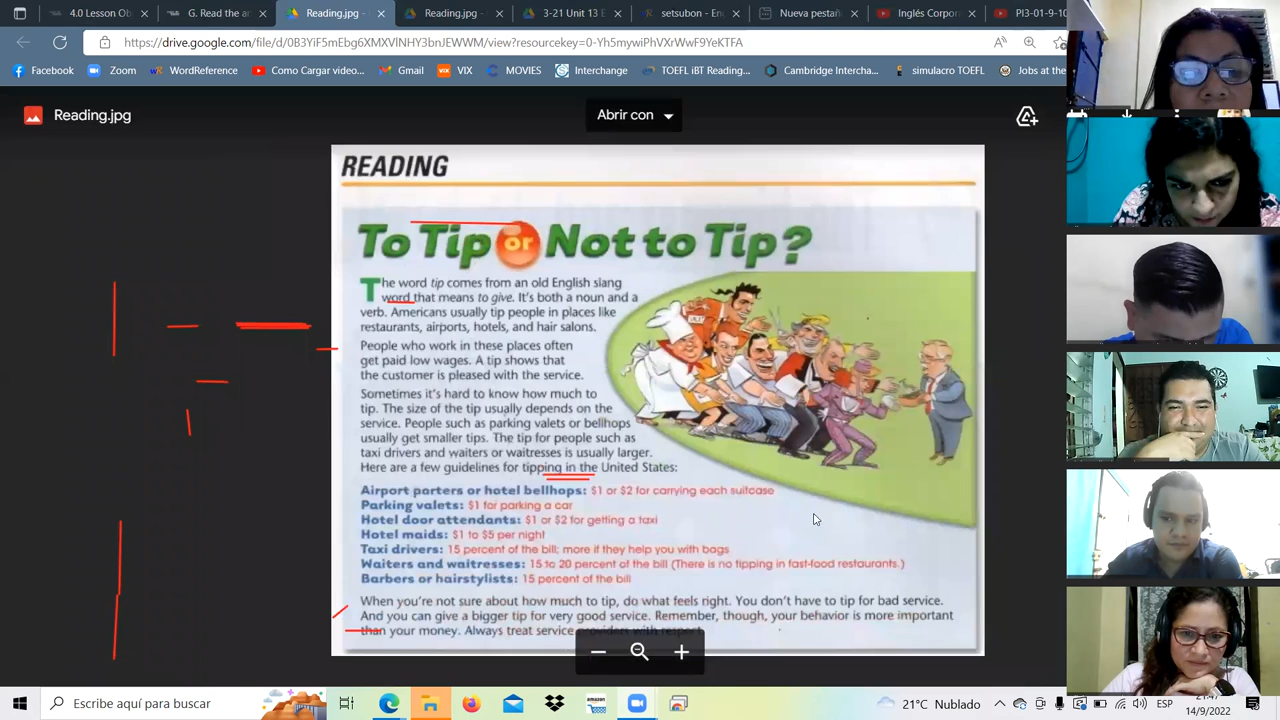 4.0 Lesson Ob
G. Read the ar
Reading.jpg
Reading.jpg
3-21 Unit 13 E
setsubon - En
Nueva pestañ
Inglés Corpo
PI3-01-9-10
https://drive.google.com/file/d/0B3YiF5mEbg6XMXVlNHY3bnJEWWM/view?resourcekey=0-Yh5mywiPhVXrWwF9YeKTFA
Facebook
Zoom
WordReference
Como Cargar video...
Gmail
VIX
MOVIES
Interchange
TOEFL iBT Reading...
Cambridge Intercha...
simulacro TOEFL
Jobs at the
Reading.jpg
Abrir con
READING
To Tip or Not to Tip?
The word tip comes from an old English slang
word that means to give. It's both a noun and a
verb. Americans usually tip people in places like
restaurants, airports, hotels, and hair salons.
People who work in these places often
get paid low wages. A tip shows that
the customer is pleased with the service.
Sometimes it's hard to know how much to
tip. The size of the tip usually depends on the
service. People such as parking valets or bellhops
usually get smaller tips. The tip for people such as
taxi drivers and waiters or waitresses is usually larger.
Here are a few guidelines for tipping in the United States:
Airport porters or hotel bellhops: $1 or $2 for carrying each suitcase
Parking valets: $1 for parking a car
Hotel door attendants: $1 or $2 for getting a taxi
Hotel maids: $1 to $5 per night
Taxi drivers: 15 percent of the bill; more if they help you with bags
Waiters and waitresses: 15 to 20 percent of the bill (There is no tipping in fast-food restaurants.)
Barbers or hairstylists: 15 percent of the bill
When you're not sure about how much to tip, do what feels right. You don't have to tip for bad service.
And you can give a bigger tip for very good service. Remember, though, your behavior is more important
than your money. Always treat service providers with respect.
Escribe aquí para buscar
21°C Nublado
ESP
14/9/2022